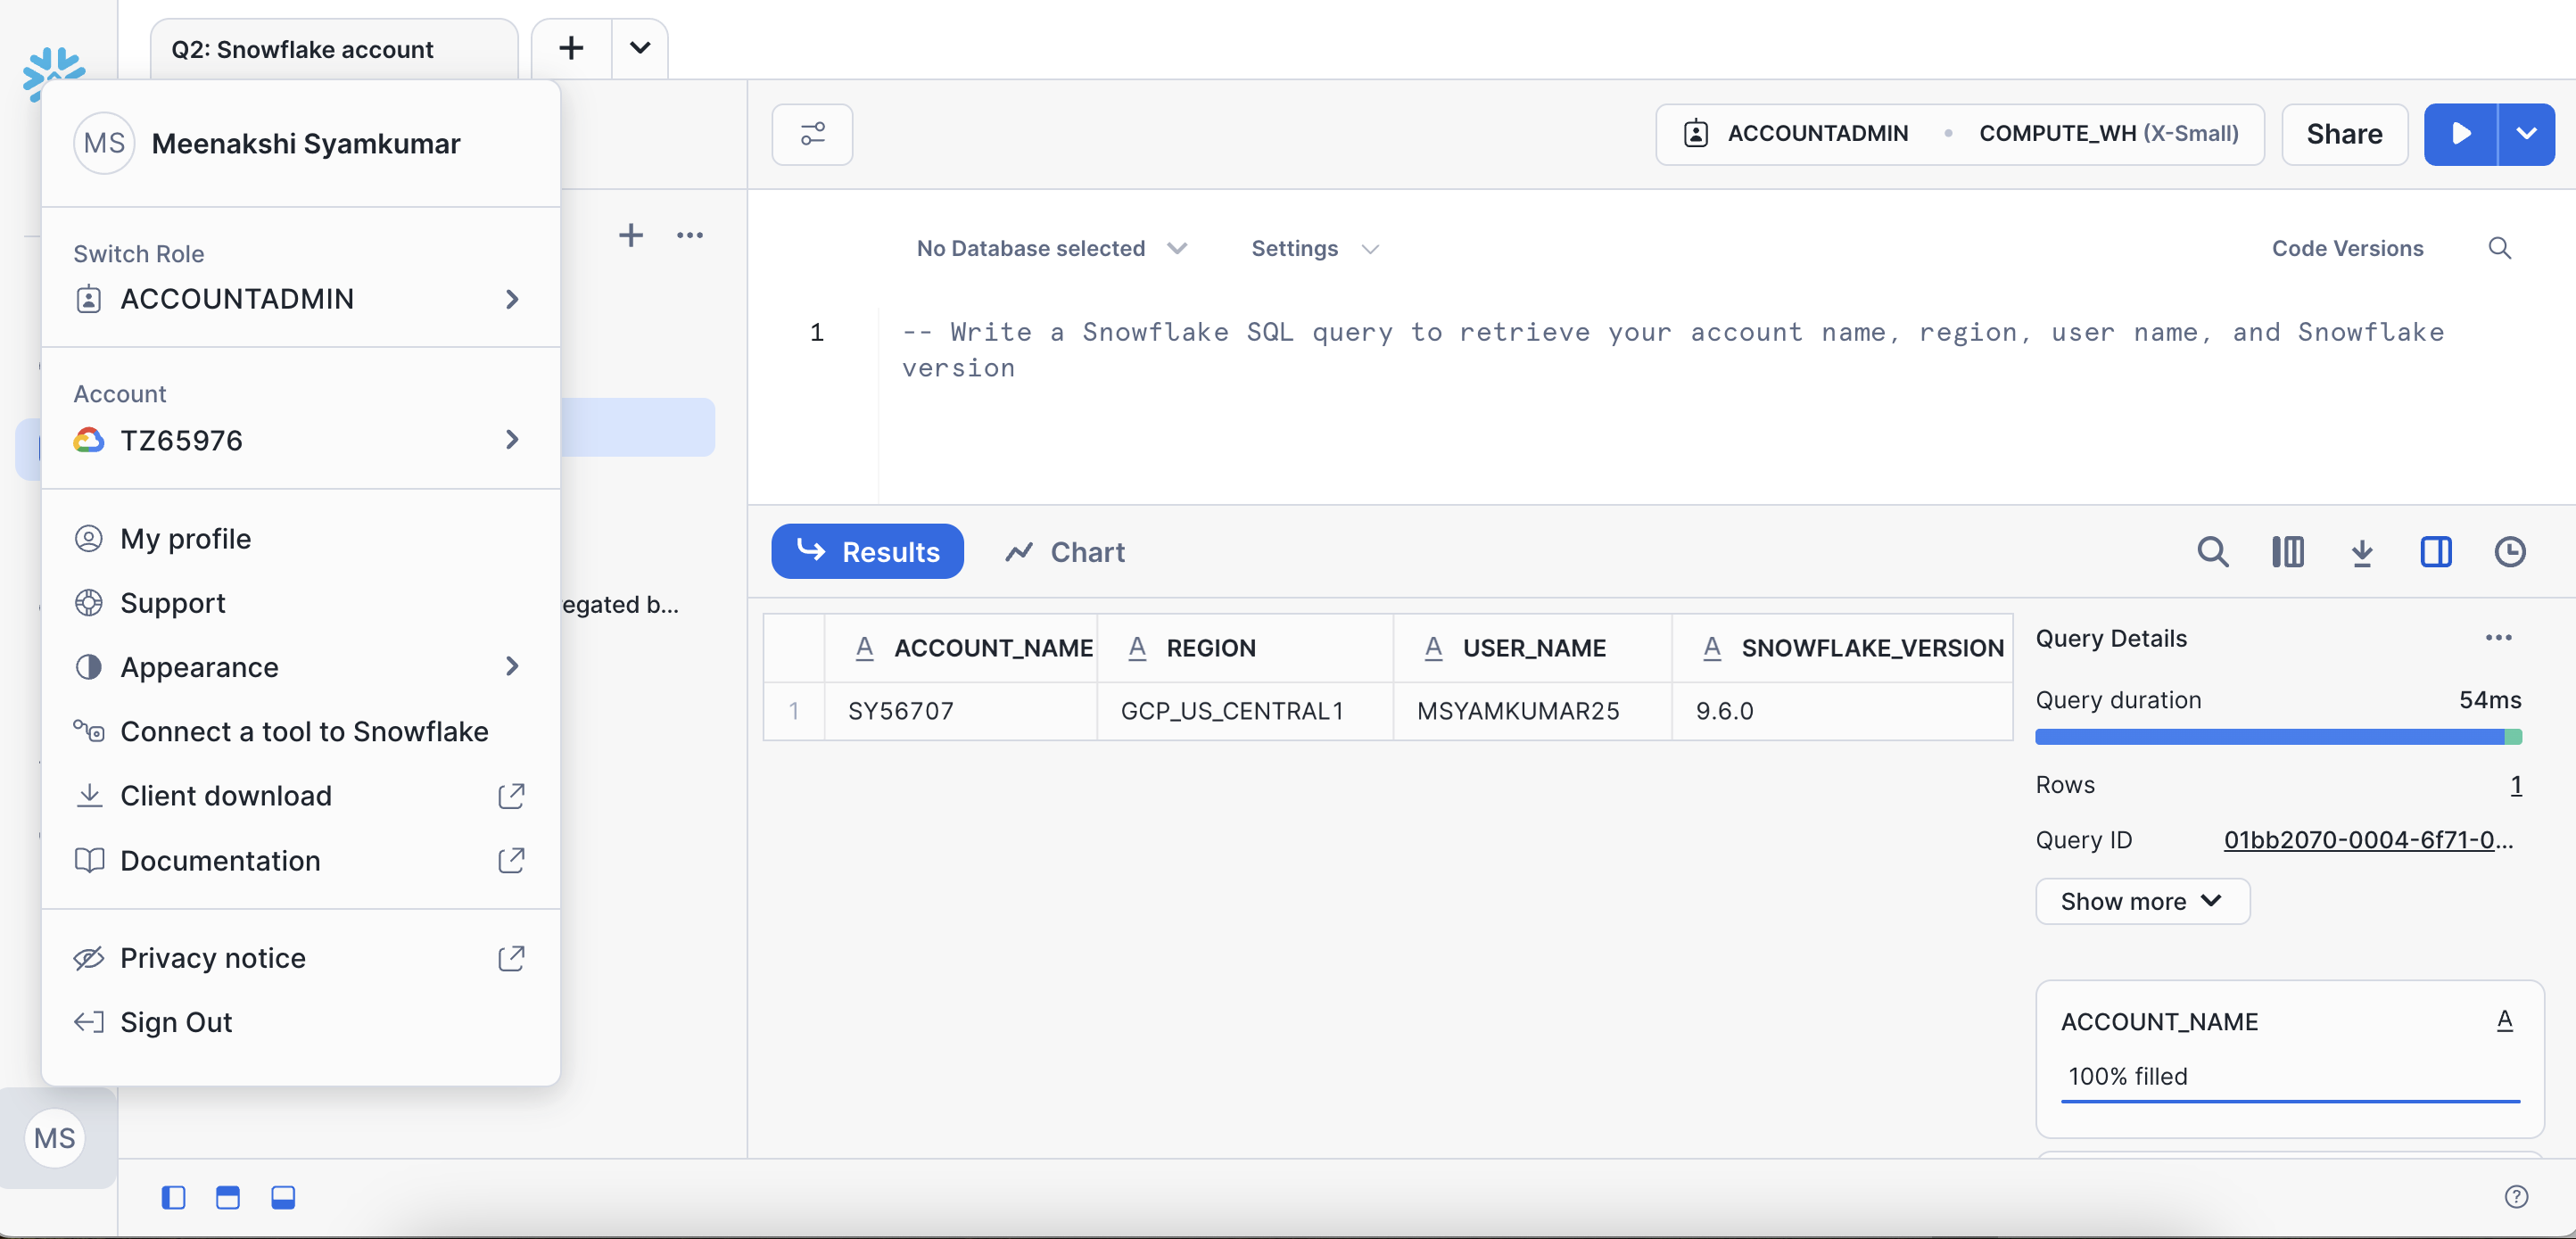 Q2: Snowflake account
MS Meenakshi Syamkumar
Switch Role
ACCOUNTADMIN
Account
TZ65976
My profile
Support
Appearance
Connect a tool to Snowflake
Client download
Documentation
Privacy notice
Sign Out
MS
egated b...
ACCOUNTADMIN • COMPUTE_WH (X-Small)
Share
No Database selected
Settings
Code Versions
1 -- Write a Snowflake SQL query to retrieve your account name, region, user name, and Snowflake
version
Results
Chart
A ACCOUNT_NAME A REGION A USER_NAME A SNOWFLAKE_VERSION
1 SY56707 GCP_US_CENTRAL1 MSYAMKUMAR25 9.6.0
Query Details
Query duration 54ms
Rows 1
Query ID 01bb2070-0004-6f71-0...
Show more
ACCOUNT_NAME A
100% filled